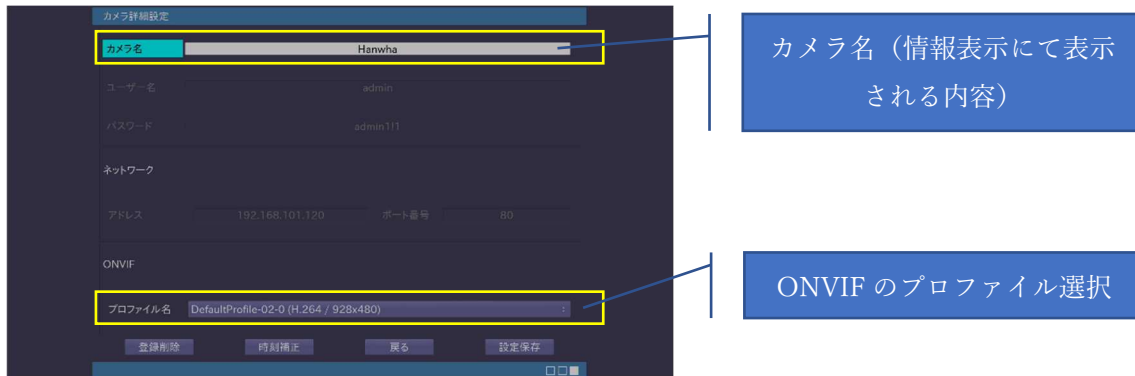 カメラ詳細設定
カメラ名 Hanwha
ユーザー名 admin
パスワード admin1!1
ネットワーク
アドレス 192.168.101.120 ポート番号 80
ONVIF
プロファイル名 DefaultProfile-02-0 (H.264 / 928x480)
登録削除 時刻補正 戻る 設定保存
カメラ名（情報表示にて表示
される内容）
ONVIF のプロファイル選択